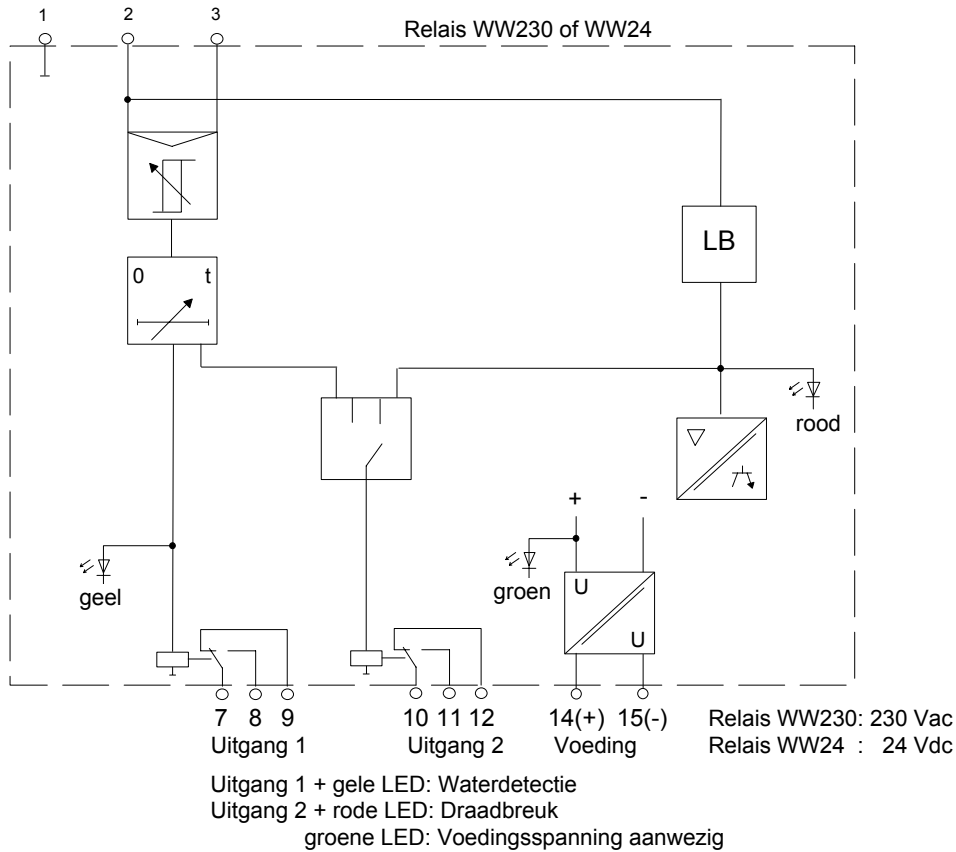 1 2 3
Relais WW230 of WW24
LB
0 t
rood
+ -
geel
groen
U
U
7 8 9 10 11 12 14(+) 15(-) Relais WW230: 230 Vac
Uitgang 1 Uitgang 2 Voeding Relais WW24 : 24 Vdc
Uitgang 1 + gele LED: Waterdetectie
Uitgang 2 + rode LED: Draadbreuk
groene LED: Voedingsspanning aanwezig